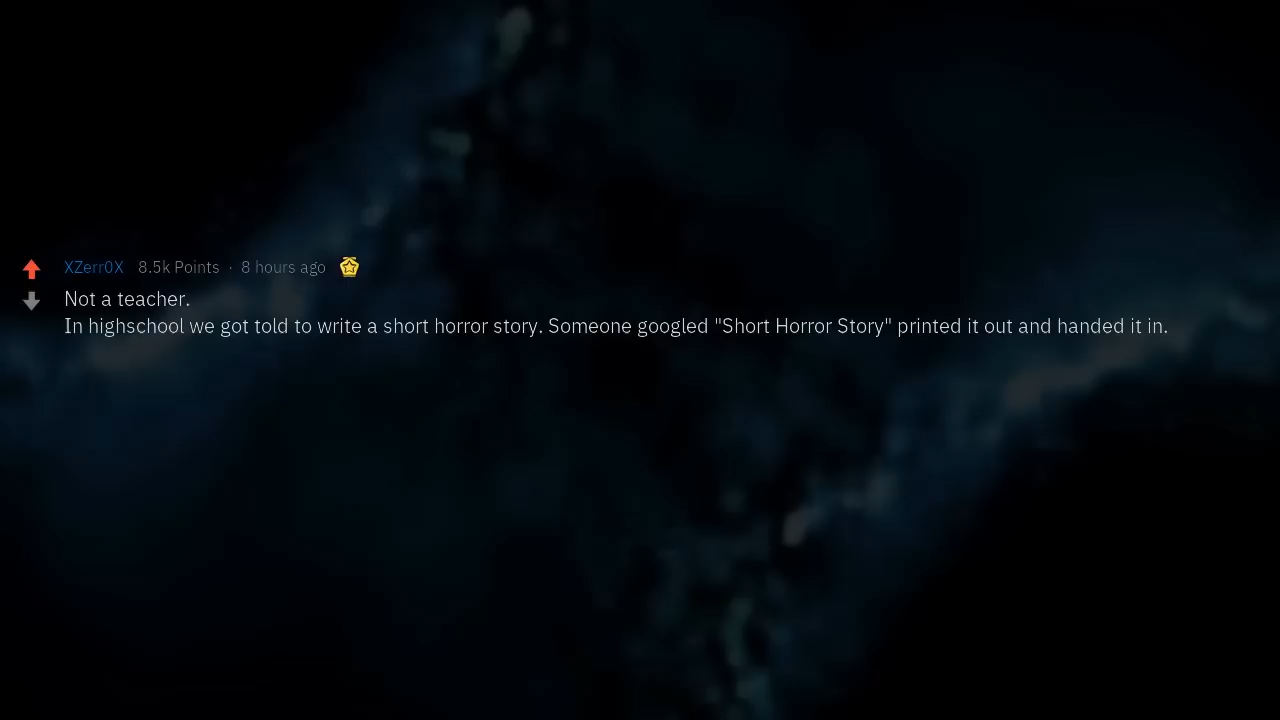 XZerr0X 8.5k Points · 8 hours ago
Not a teacher.
In highschool we got told to write a short horror story. Someone googled "Short Horror Story" printed it out and handed it in.